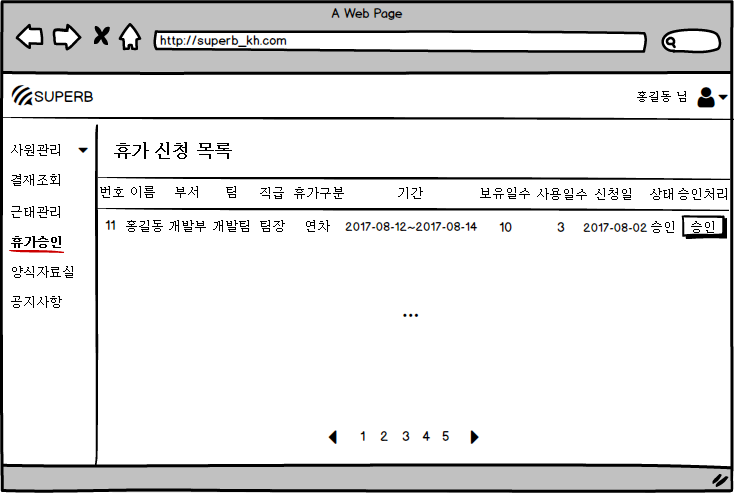 A Web Page
http://superb_kh.com
SUPERB
홍길동 님
사원관리
결재조회
근태관리
휴가승인
양식자료실
공지사항
휴가 신청 목록
번호 이름 부서 팀 직급 휴가구분 기간 보유일수 사용일수 신청일 상태 승인처리
11 홍길동 개발부 개발팀 팀장 연차 2017-08-12~2017-08-14 10 3 2017-08-02 승인 승인
...
1 2 3 4 5